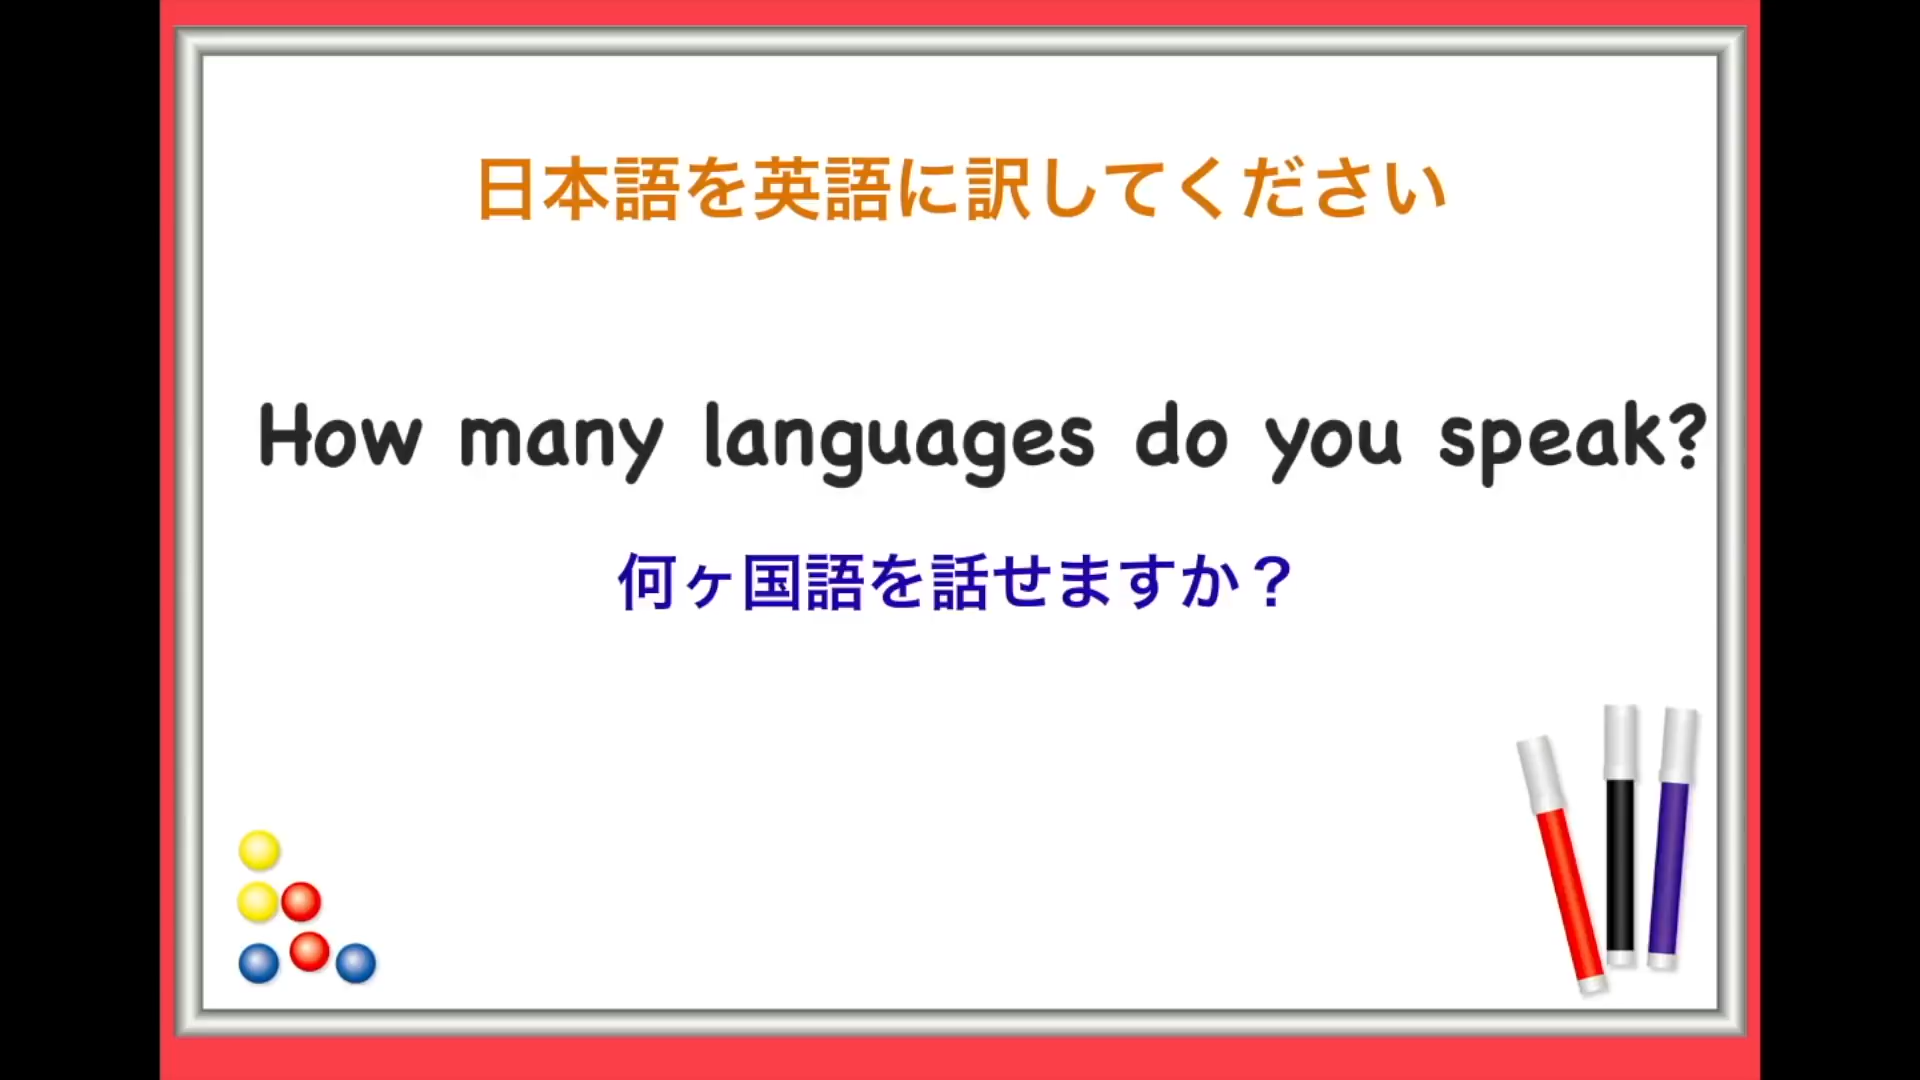 日本語を英語に訳してください
How many languages do you speak?
何ヶ国語を話せますか？